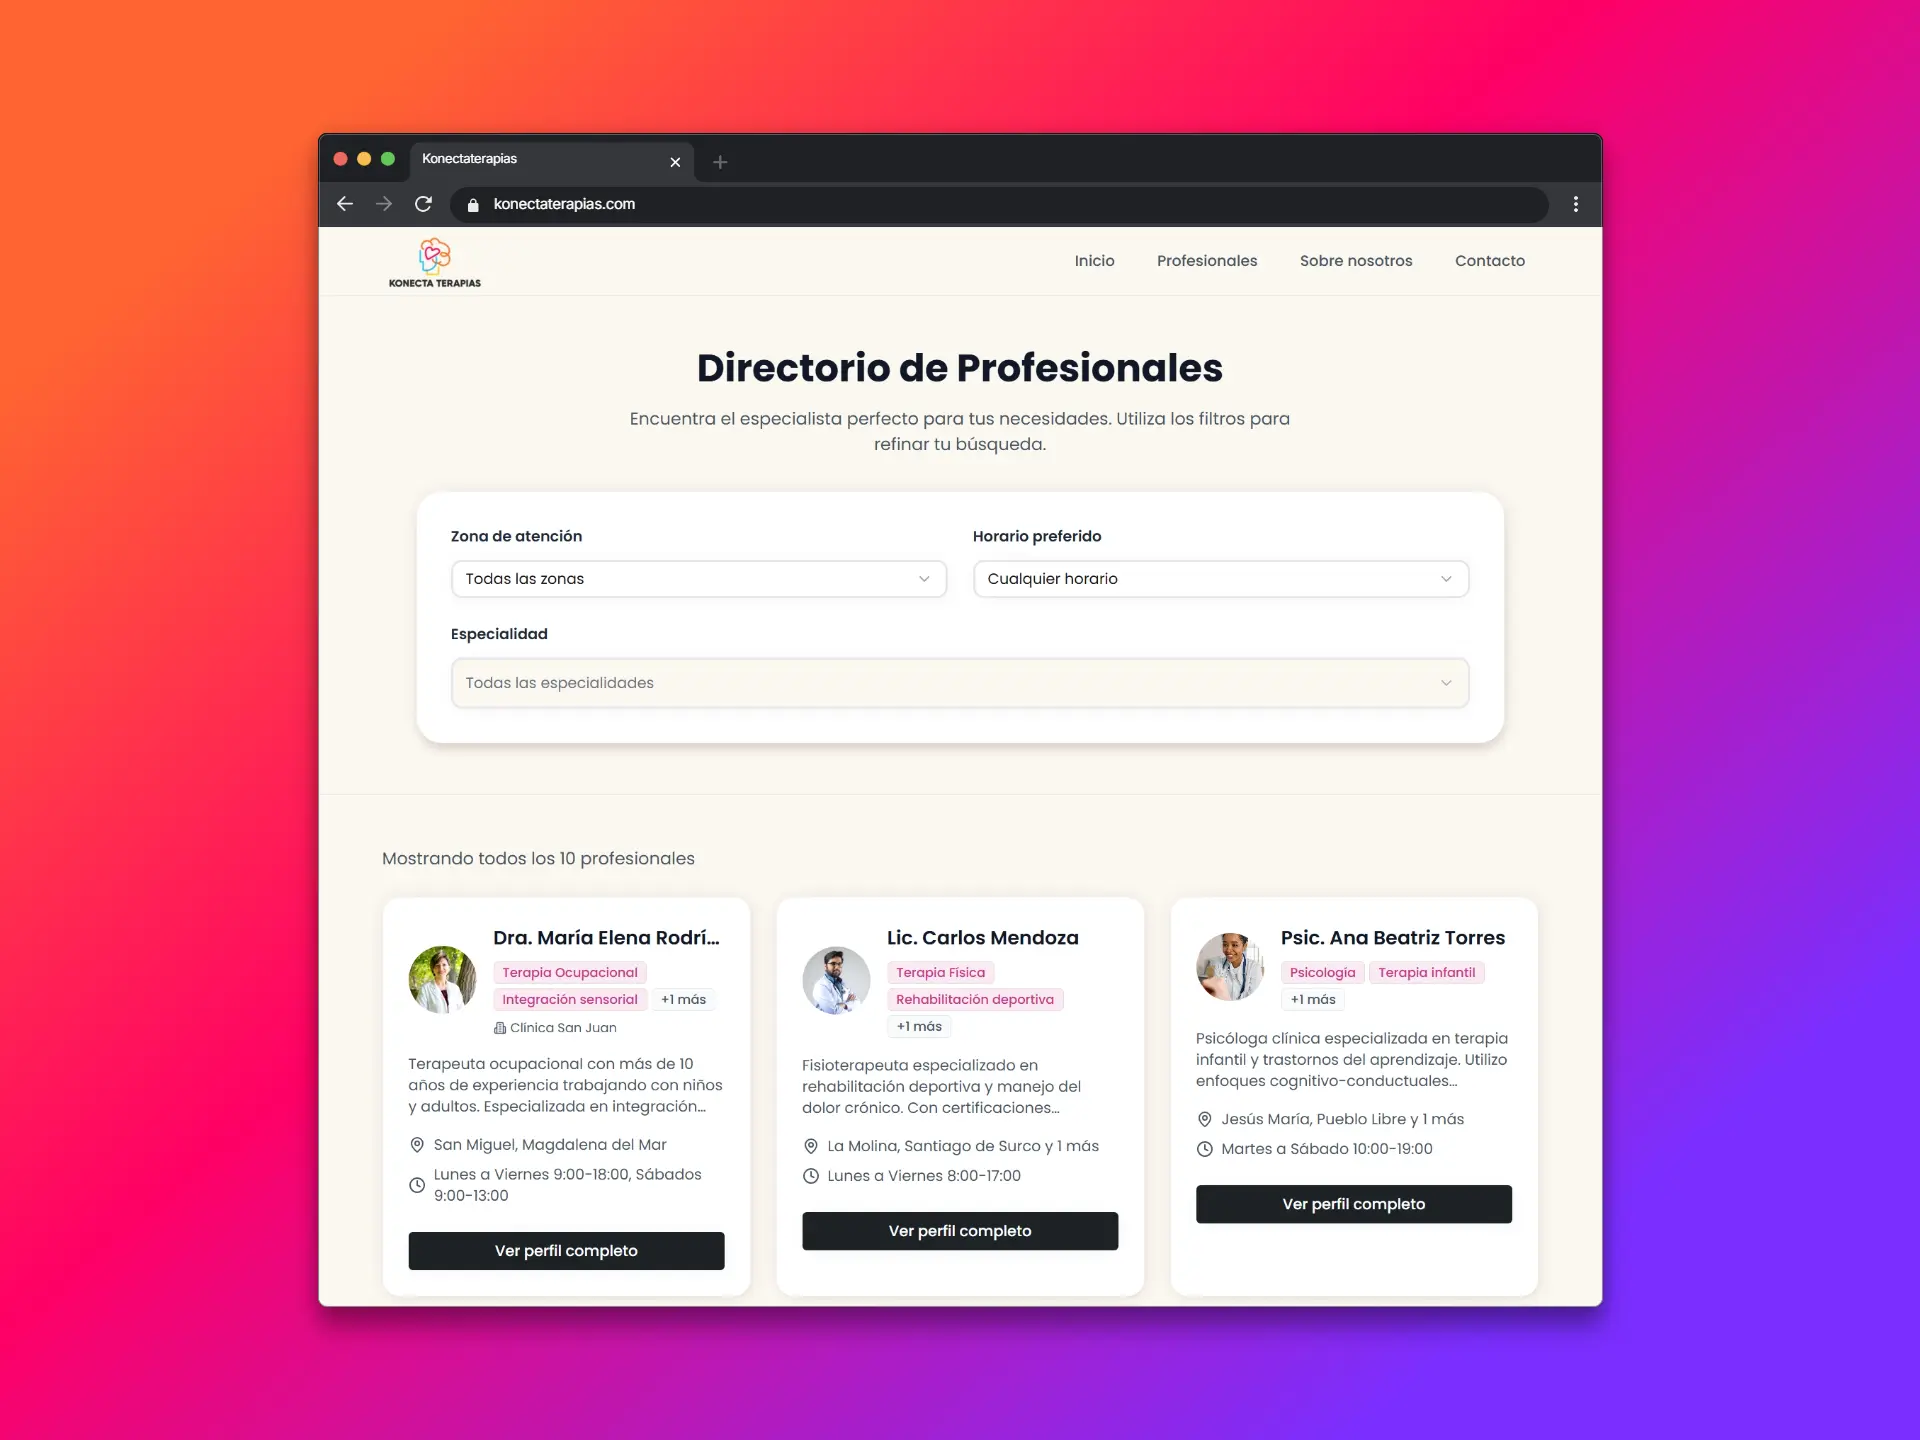 Konectaterapias
konectaterapias.com
KONECTA TERAPIAS
Inicio
Profesionales
Sobre nosotros
Contacto
Directorio de Profesionales
Encuentra el especialista perfecto para tus necesidades. Utiliza los filtros para
refinar tu búsqueda.
Zona de atención
Todas las zonas
Horario preferido
Cualquier horario
Especialidad
Todas las especialidades
Mostrando todos los 10 profesionales
Dra. María Elena Rodrí...
Terapia Ocupacional
Integración sensorial
+1 más
Clínica San Juan
Terapeuta ocupacional con más de 10
años de experiencia trabajando con niños
y adultos. Especializada en integración...
San Miguel, Magdalena del Mar
Lunes a Viernes 9:00-18:00, Sábados
9:00-13:00
Ver perfil completo
Lic. Carlos Mendoza
Terapia Física
Rehabilitación deportiva
+1 más
Fisioterapeuta especializado en
rehabilitación deportiva y manejo del
dolor crónico. Con certificaciones...
La Molina, Santiago de Surco y 1 más
Lunes a Viernes 8:00-17:00
Ver perfil completo
Psic. Ana Beatriz Torres
Psicología
Terapia infantil
+1 más
Psicóloga clínica especializada en terapia
infantil y trastornos del aprendizaje. Utilizo
enfoques cognitivo-conductuales...
Jesús María, Pueblo Libre y 1 más
Martes a Sábado 10:00-19:00
Ver perfil completo